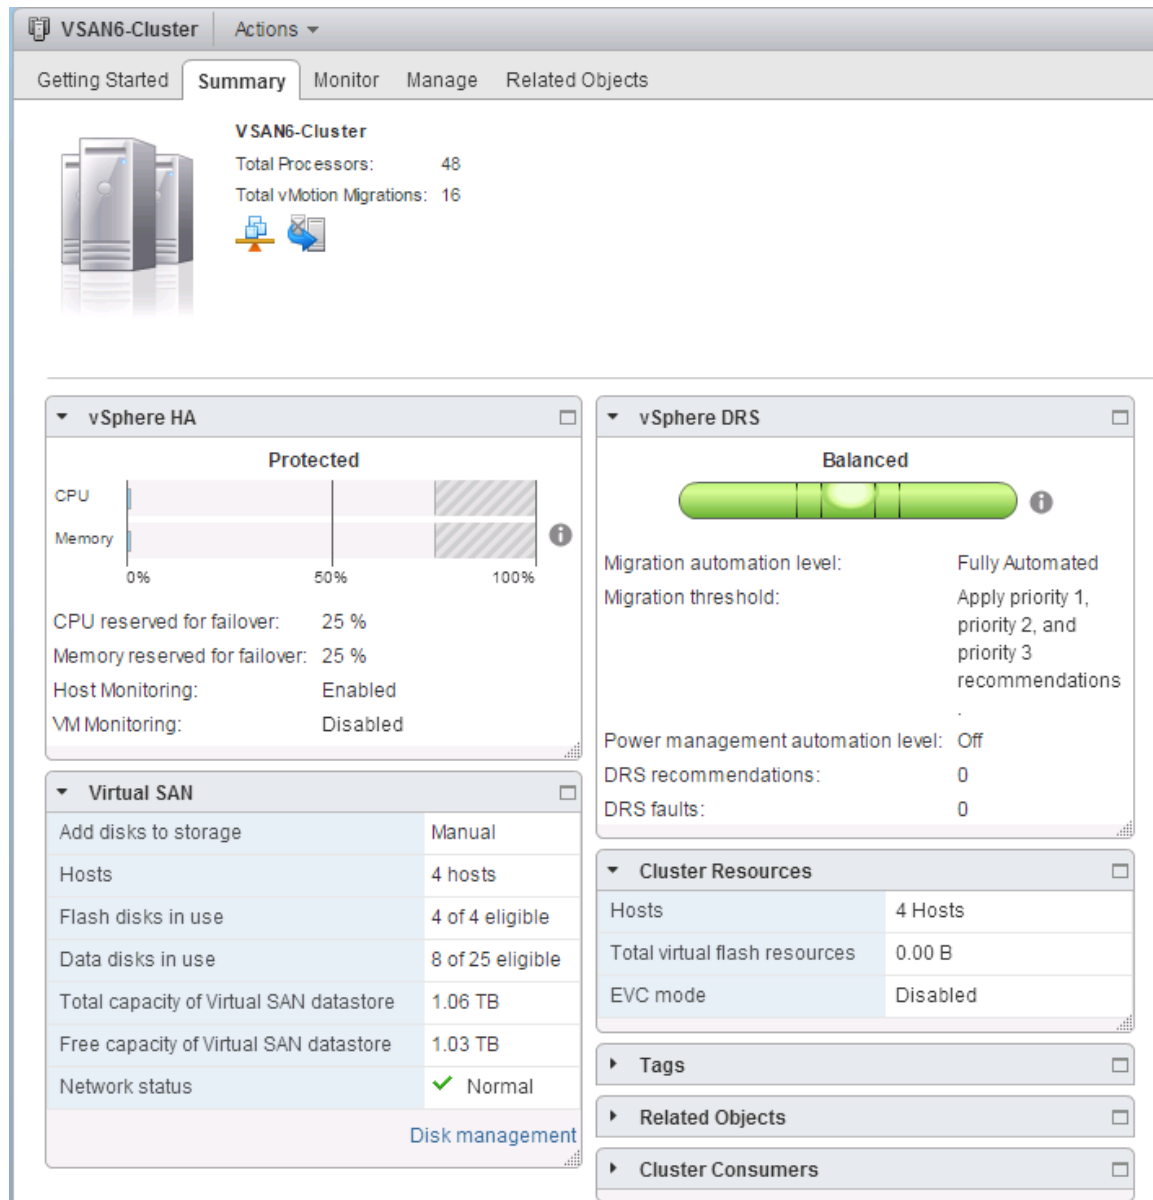 VSAN6-Cluster Actions
Getting Started Summary Monitor Manage Related Objects
VSAN6-Cluster
Total Processors: 48
Total vMotion Migrations: 16
vSphere HA
Protected
CPU
Memory
0% 50% 100%
CPU reserved for failover: 25 %
Memory reserved for failover: 25 %
Host Monitoring: Enabled
VM Monitoring: Disabled
Virtual SAN
Add disks to storage Manual
Hosts 4 hosts
Flash disks in use 4 of 4 eligible
Data disks in use 8 of 25 eligible
Total capacity of Virtual SAN datastore 1.06 TB
Free capacity of Virtual SAN datastore 1.03 TB
Network status Normal
Disk management
vSphere DRS
Balanced
Migration automation level: Fully Automated
Migration threshold: Apply priority 1,
priority 2, and
priority 3
recommendations
.
Power management automation level: Off
DRS recommendations: 0
DRS faults: 0
Cluster Resources
Hosts 4 Hosts
Total virtual flash resources 0.00 B
EVC mode Disabled
Tags
Related Objects
Cluster Consumers